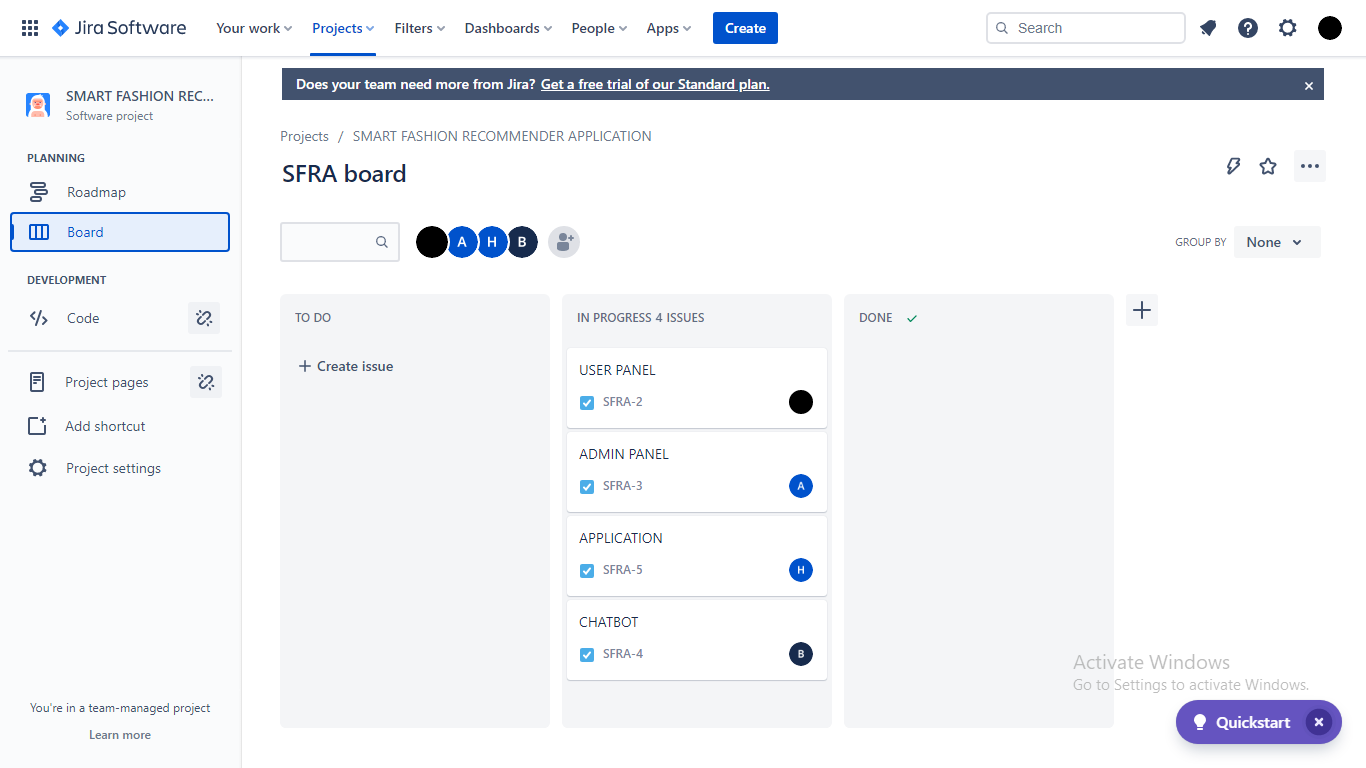 Jira Software
Your work
Projects
Filters
Dashboards
People
Apps
Create
Search
SMART FASHION REC...
Software project
PLANNING
Roadmap
Board
DEVELOPMENT
Code
Project pages
Add shortcut
Project settings
You're in a team-managed project
Learn more
Does your team need more from Jira? Get a free trial of our Standard plan.
Projects / SMART FASHION RECOMMENDER APPLICATION
SFRA board
A H B
GROUP BY None
TO DO
Create issue
IN PROGRESS 4 ISSUES
USER PANEL
SFRA-2
ADMIN PANEL
SFRA-3 A
APPLICATION
SFRA-5 H
CHATBOT
SFRA-4 B
DONE
Activate Windows
Go to Settings to activate Windows.
Quickstart